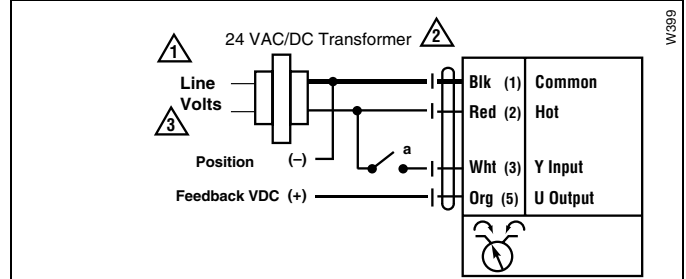 W399
24 VAC/DC Transformer
1
2
3
Line
Volts
Position (–)
Feedback VDC (+)
a
Blk (1) Common
Red (2) Hot
Wht (3) Y Input
Org (5) U Output